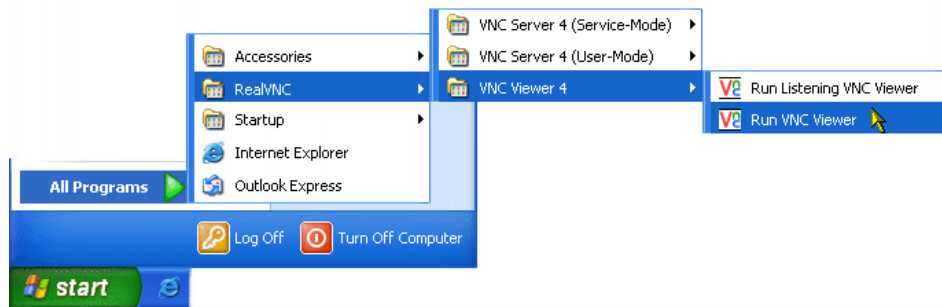 VNC Server 4 (Service-Mode)
VNC Server 4 (User-Mode)
VNC Viewer 4
Accessories
RealVNC
Startup
Internet Explorer
Outlook Express
Run Listening VNC Viewer
Run VNC Viewer
All Programs
Log Off
Turn Off Computer
start